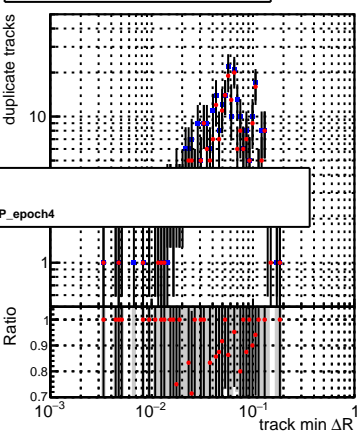 duplicate tracks
10
P_epoch4
1
Ratio
1
0.9
0.8
0.7
10⁻³ 10⁻² 10⁻¹ 1
track min ΔR